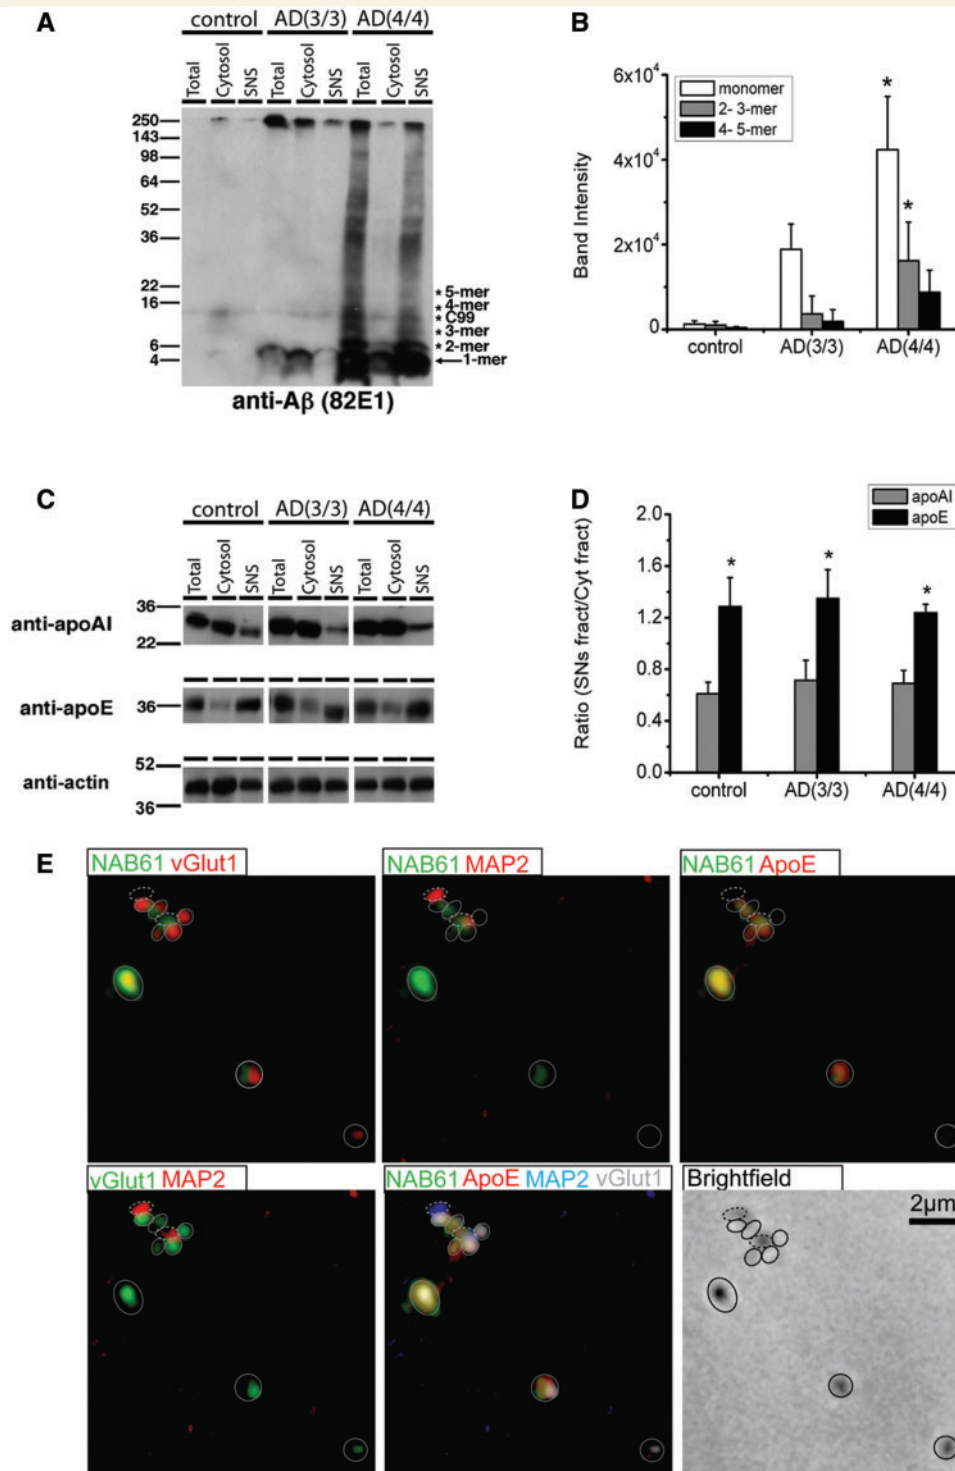 A
control AD(3/3) AD(4/4)
Total Cytosol SNS Total Cytosol SNS Total Cytosol SNS
250
143
98
64
52
36
22
16
6
4
* 5-mer
* 4-mer
* C99
* 3-mer
* 2-mer
1-mer
anti-Aβ (82E1)
B
monomer
2- 3-mer
4- 5-mer
Band Intensity
6x10⁴
4x10⁴
2x10⁴
0
* * *
control AD(3/3) AD(4/4)
C
control AD(3/3) AD(4/4)
Total Cytosol SNS Total Cytosol SNS Total Cytosol SNS
anti-apoAI
36
22
anti-apoE
36
anti-actin
52
36
D
apoAI
apoE
Ratio (SNs fract/Cyt fract)
2.0
1.6
1.2
0.8
0.4
0.0
* * *
control AD(3/3) AD(4/4)
E
NAB61 vGlut1
NAB61 MAP2
NAB61 ApoE
vGlut1 MAP2
NAB61 ApoE MAP2 vGlut1
Brightfield
2µm